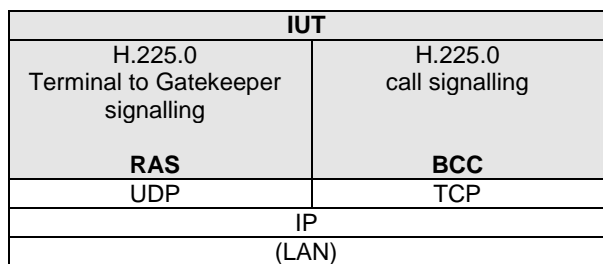 IUT
H.225.0
Terminal to Gatekeeper
signalling
RAS
H.225.0
call signalling
BCC
UDP
TCP
IP
(LAN)